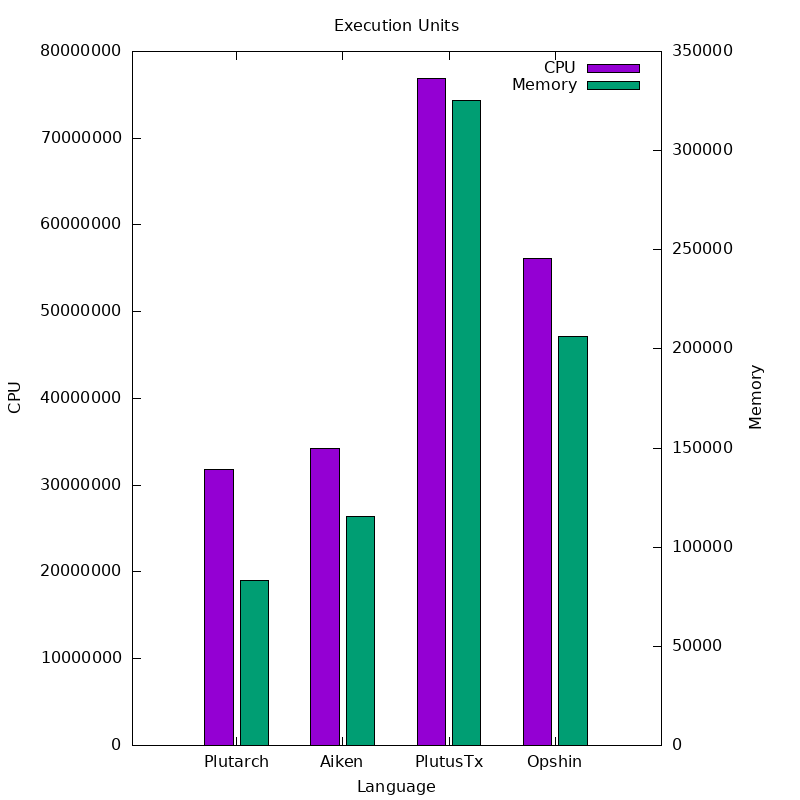 Execution Units
80000000
70000000
60000000
50000000
40000000
30000000
20000000
10000000
0
CPU
350000
300000
250000
200000
150000
100000
50000
0
Memory
CPU
Memory
Plutarch
Aiken
PlutusTx
Opshin
Language